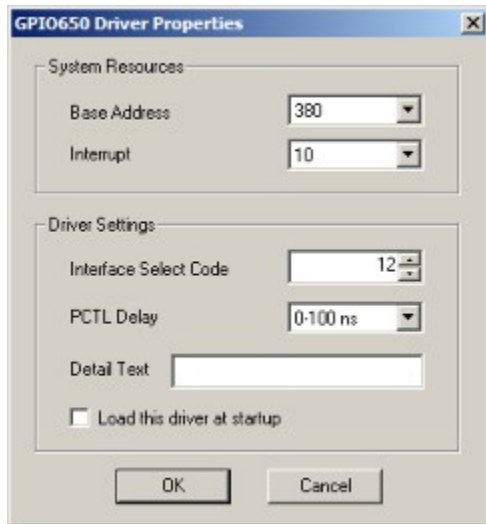 GPIO650 Driver Properties
System Resources
Base Address 380
Interrupt 10
Driver Settings
Interface Select Code 12
PCTL Delay 0-100 ns
Detail Text
Load this driver at startup
OK Cancel